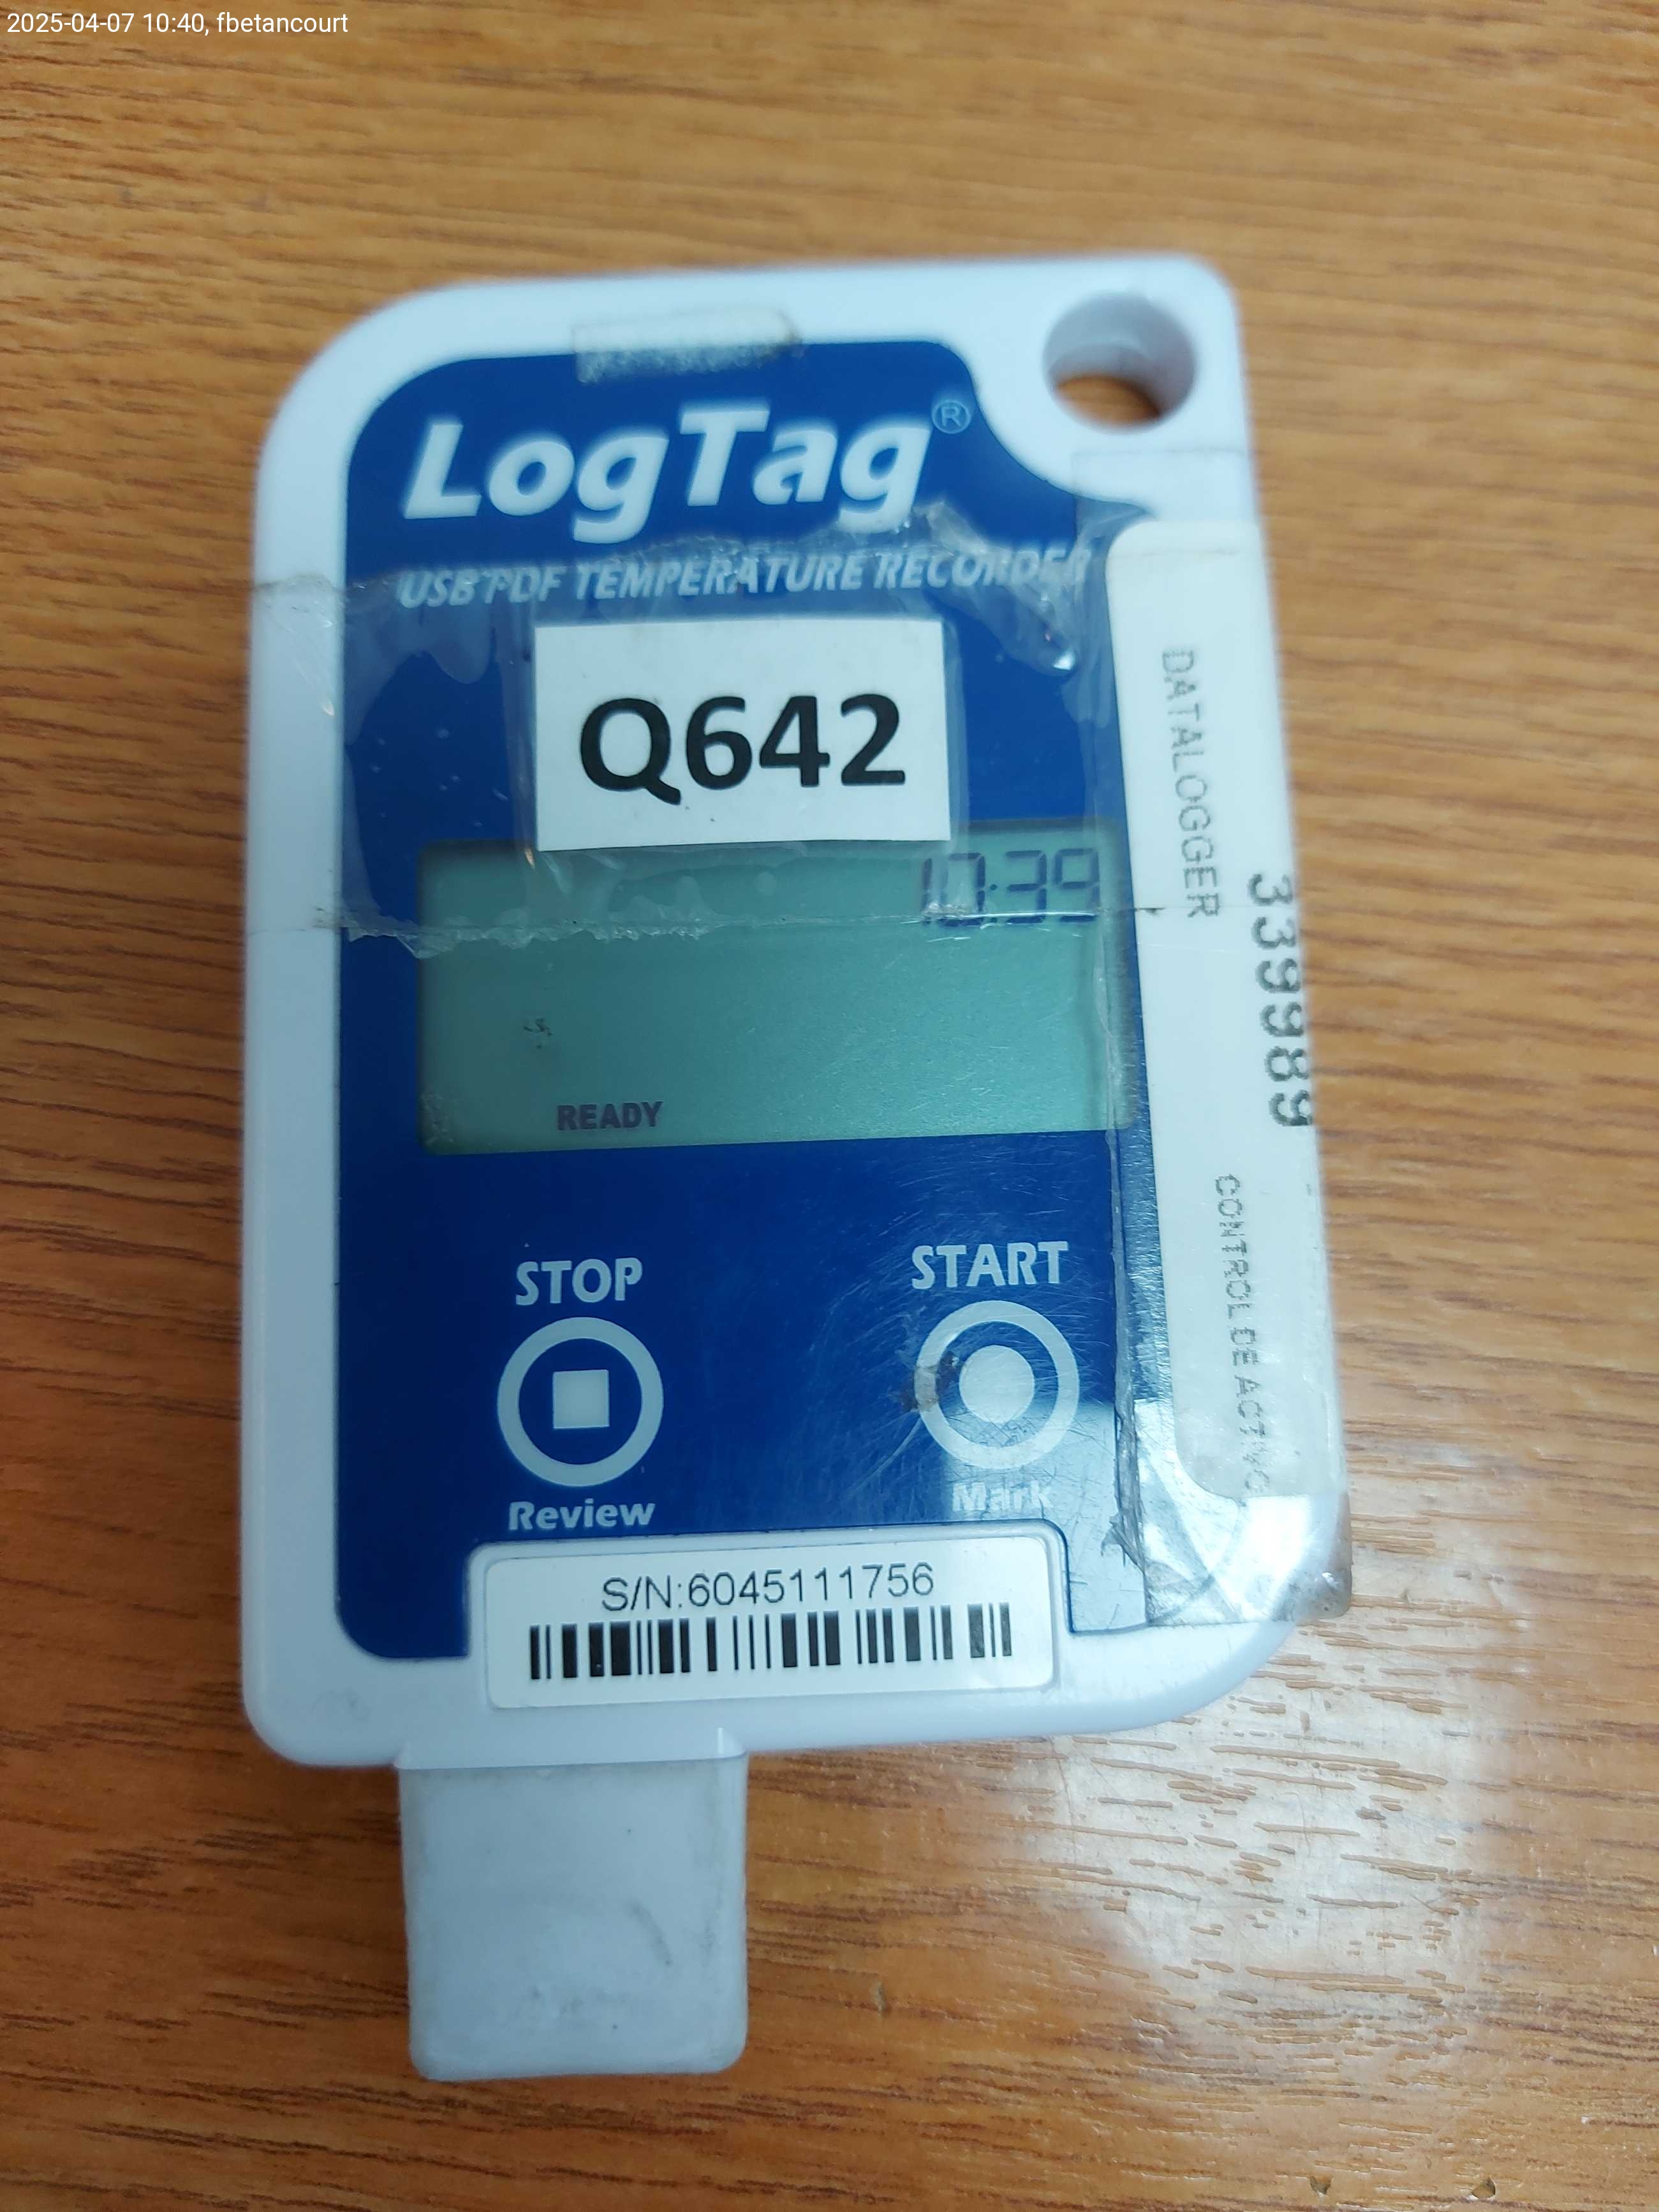 2025-04-07 10:40, fbetancourt
LogTag®
USB PDF TEMPERATURE RECORDER
Q642
10:39
READY
STOP
START
Review
Mark
S/N:6045111756
DATALOGGER
339989
CONTROL DE ACTIVO